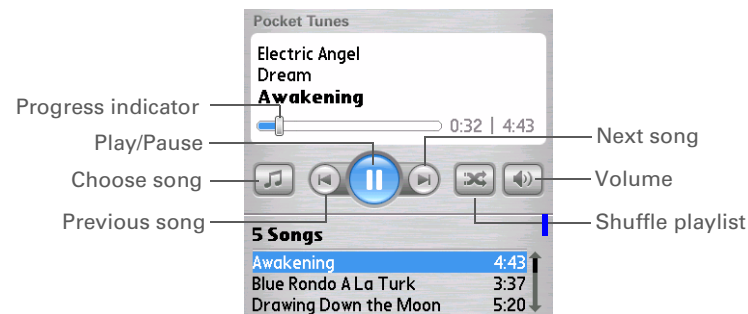 Pocket Tunes
Electric Angel
Dream
Awakening
Progress indicator
0:32 | 4:43
Play/Pause
Next song
Choose song
Volume
Previous song
Shuffle playlist
5 Songs
Awakening 4:43
Blue Rondo A La Turk 3:37
Drawing Down the Moon 5:20